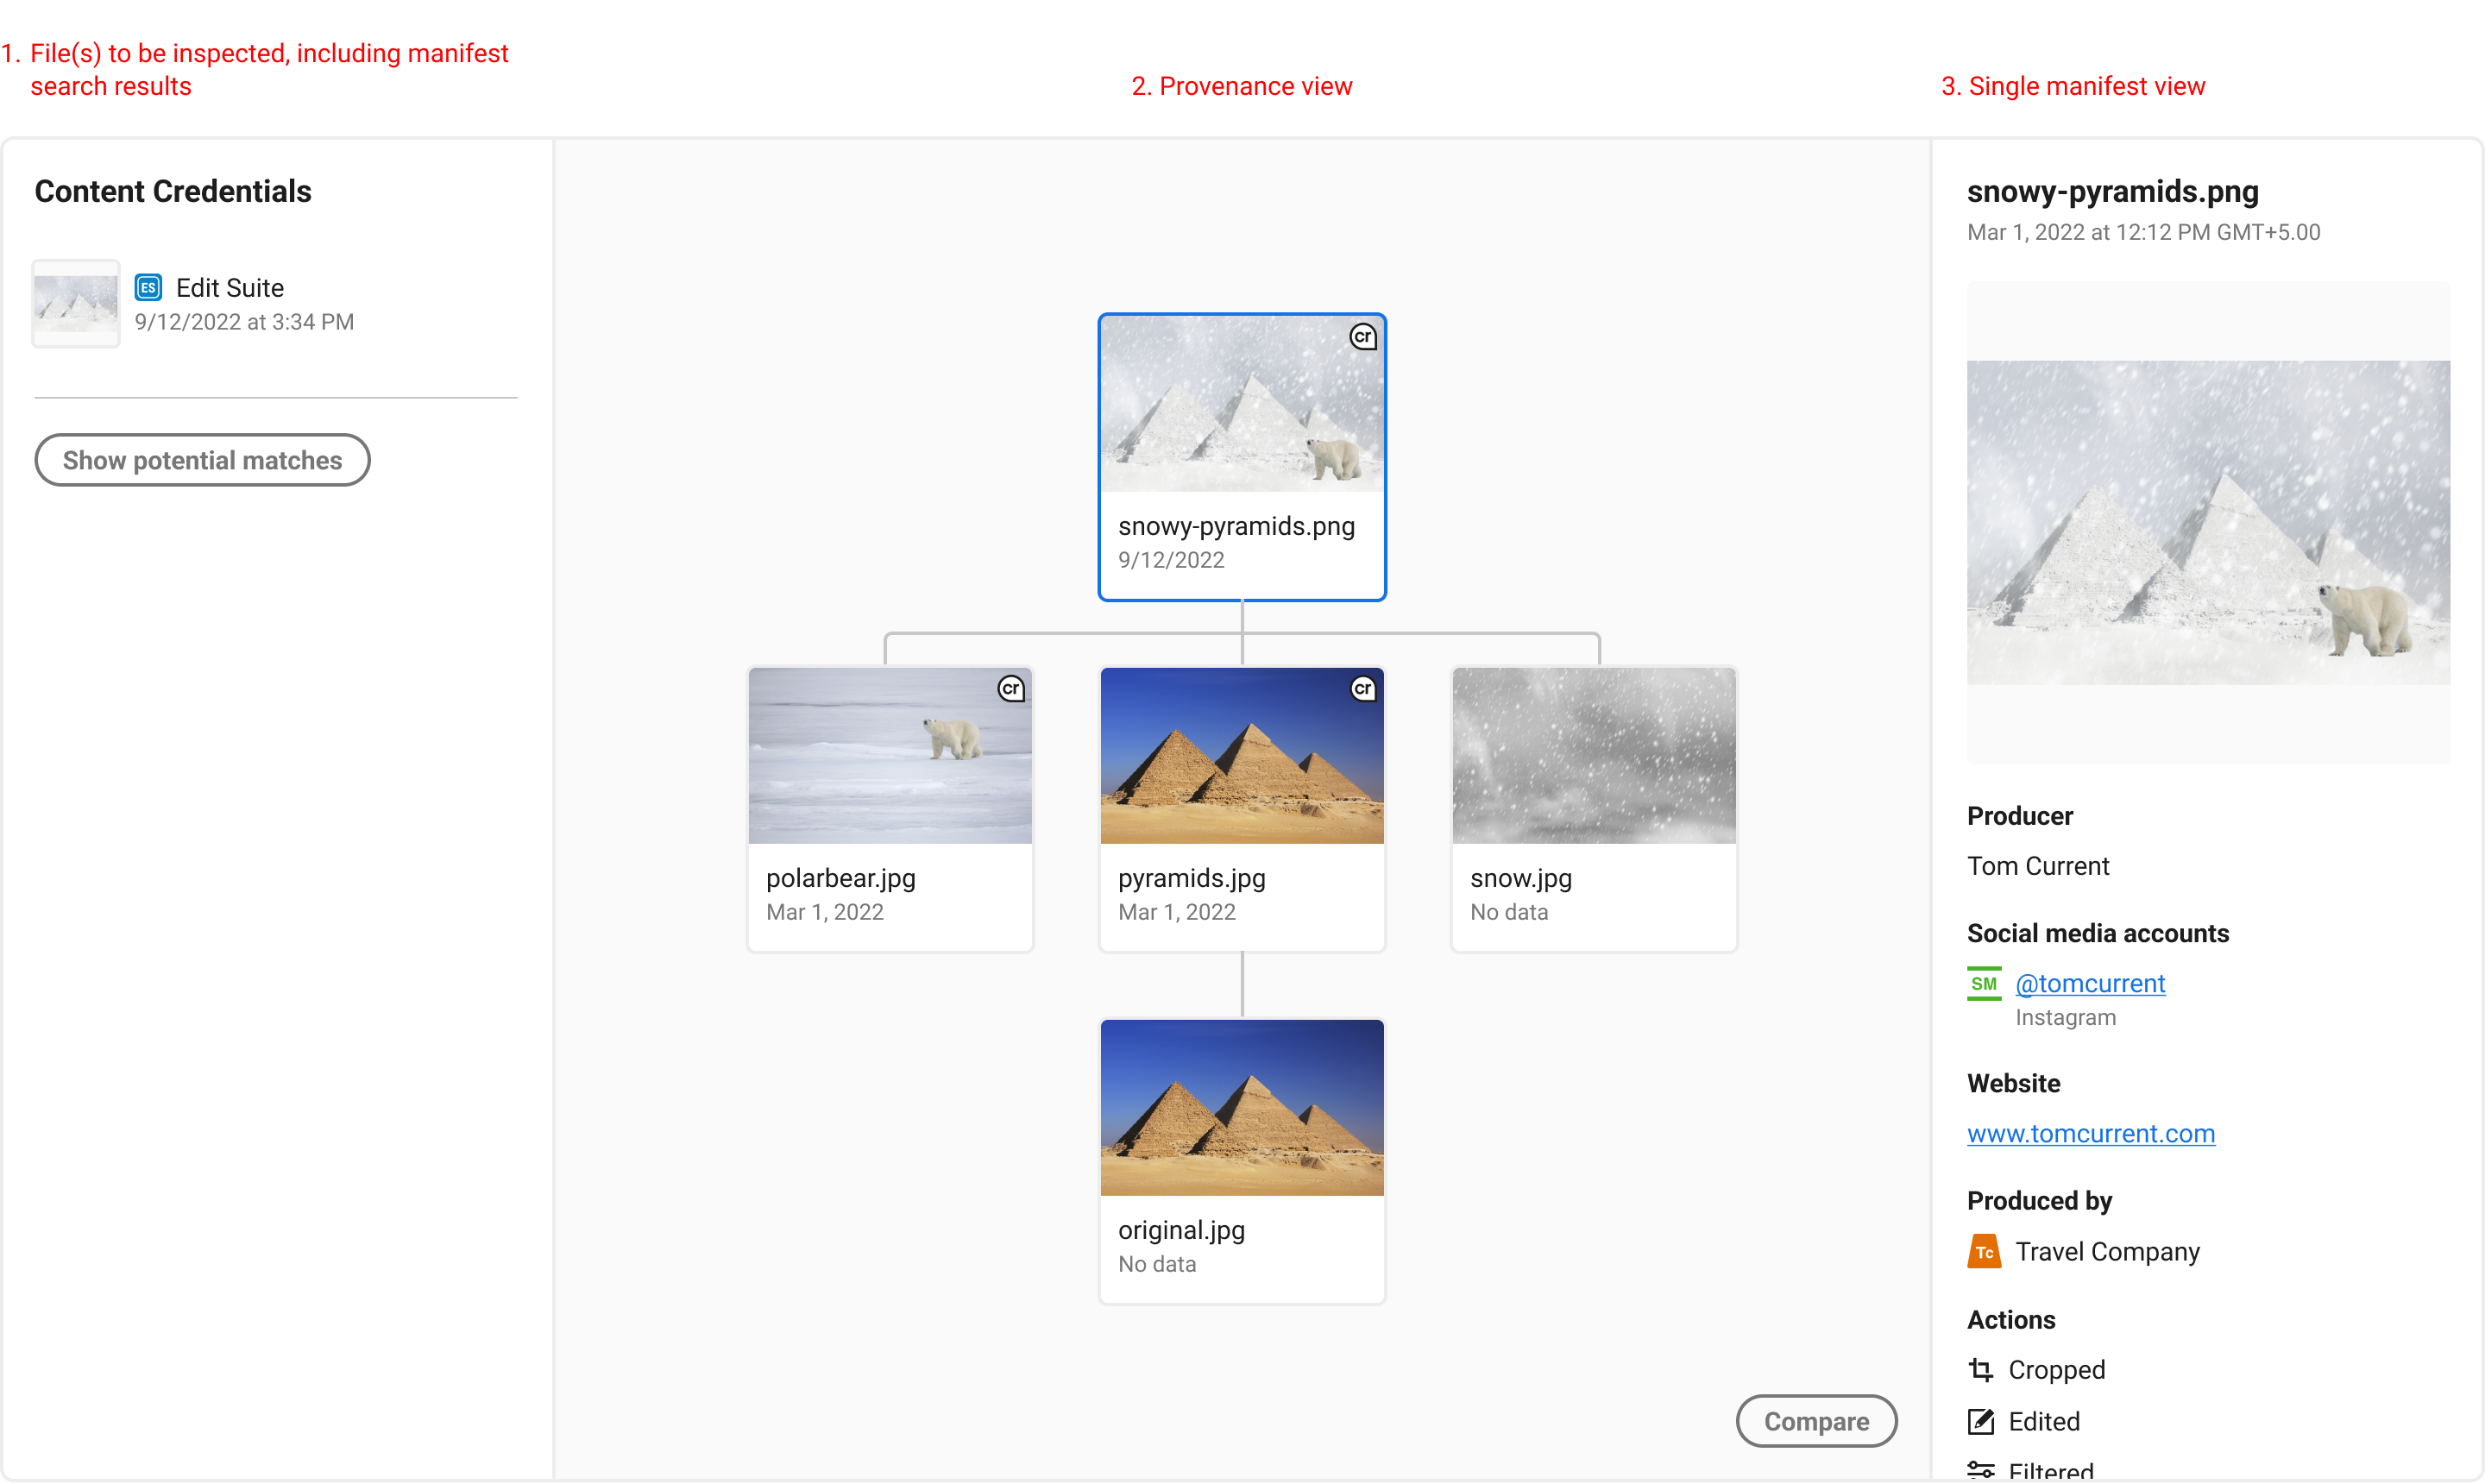 1. File(s) to be inspected, including manifest
search results
2. Provenance view
3. Single manifest view
Content Credentials
ES Edit Suite
9/12/2022 at 3:34 PM
Show potential matches
cr
snowy-pyramids.png
9/12/2022
cr
polarbear.jpg
Mar 1, 2022
cr
pyramids.jpg
Mar 1, 2022
snow.jpg
No data
original.jpg
No data
Compare
snowy-pyramids.png
Mar 1, 2022 at 12:12 PM GMT+5.00
Producer
Tom Current
Social media accounts
SM @tomcurrent
Instagram
Website
www.tomcurrent.com
Produced by
Tc Travel Company
Actions
Cropped
Edited
Filtered